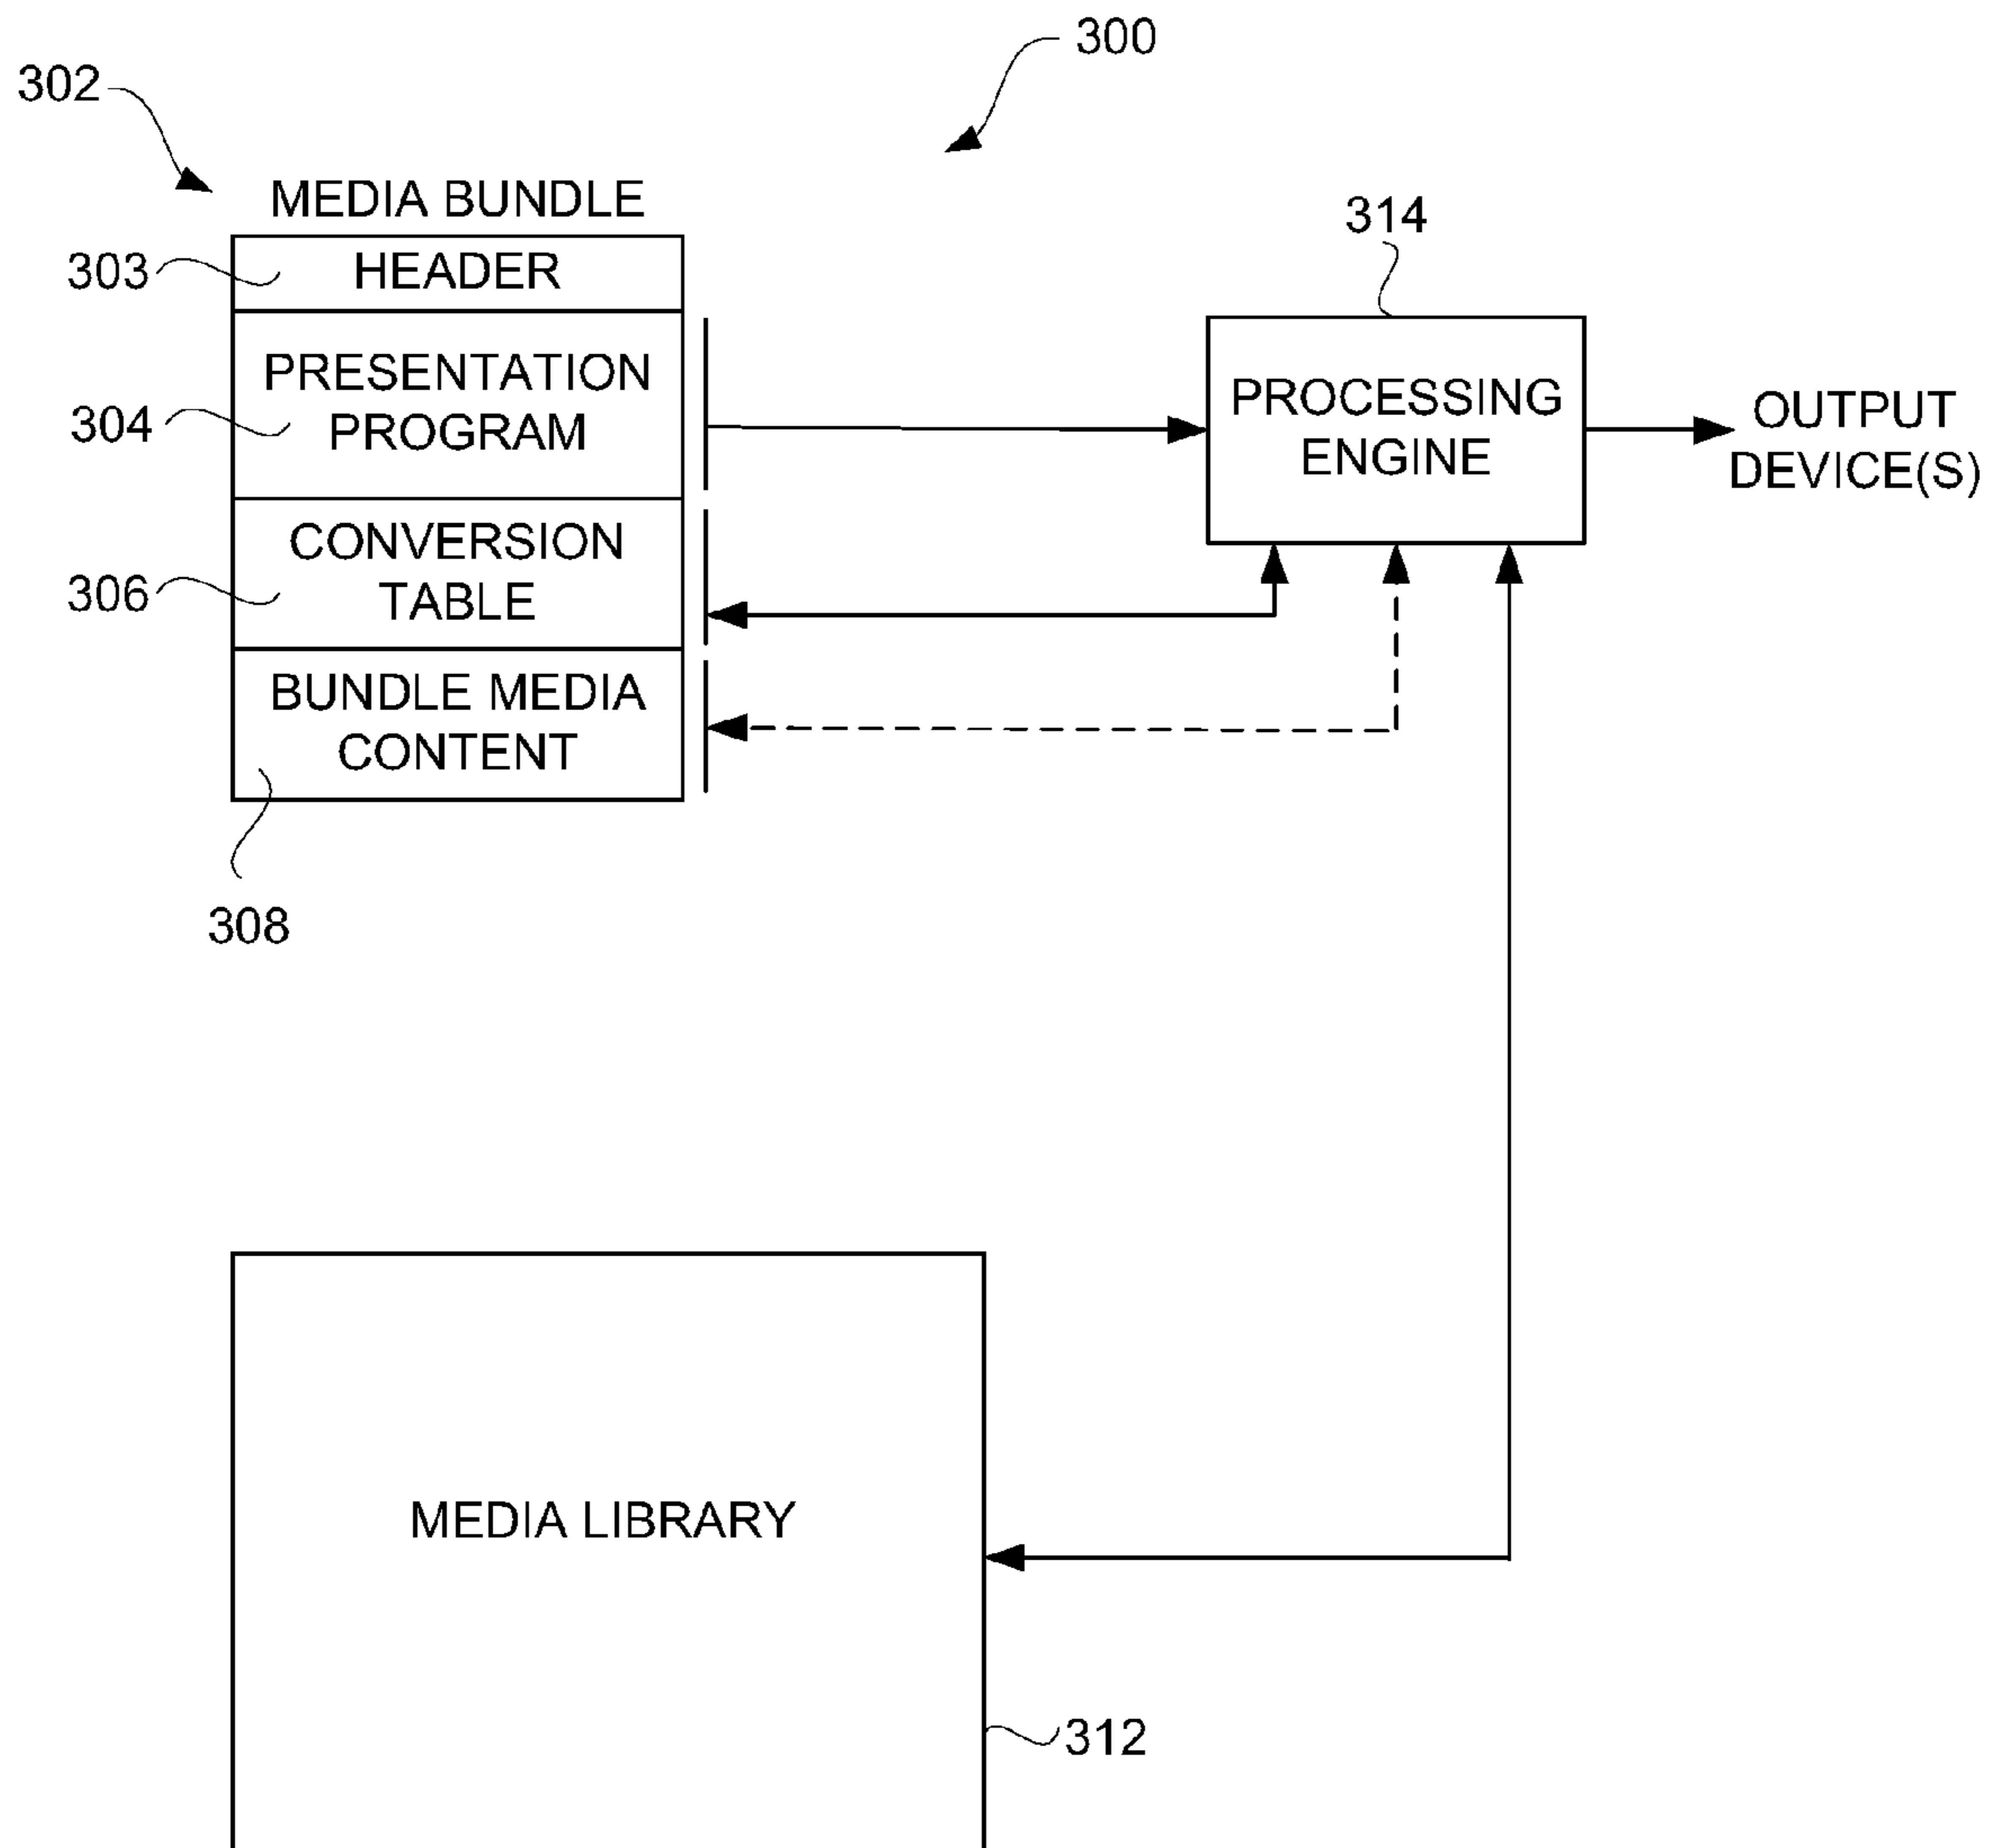 300
302
MEDIA BUNDLE
314
303
HEADER
304
PRESENTATION
PROGRAM
PROCESSING
ENGINE
OUTPUT
DEVICE(S)
306
CONVERSION
TABLE
BUNDLE MEDIA
CONTENT
308
MEDIA LIBRARY
312